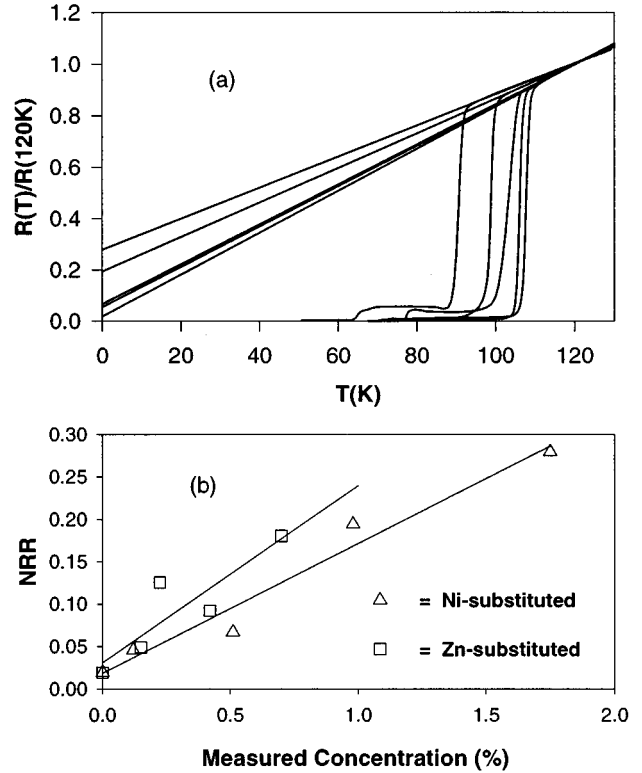 1.2
1.0
0.8
0.6
0.4
0.2
0.0
R(T)/R(120K)
(a)
0 20 40 60 80 100 120
T(K)
0.30
0.25
0.20
0.15
0.10
0.05
0.00
NRR
(b)
= Ni-substituted
= Zn-substituted
0.0 0.5 1.0 1.5 2.0
Measured Concentration (%)